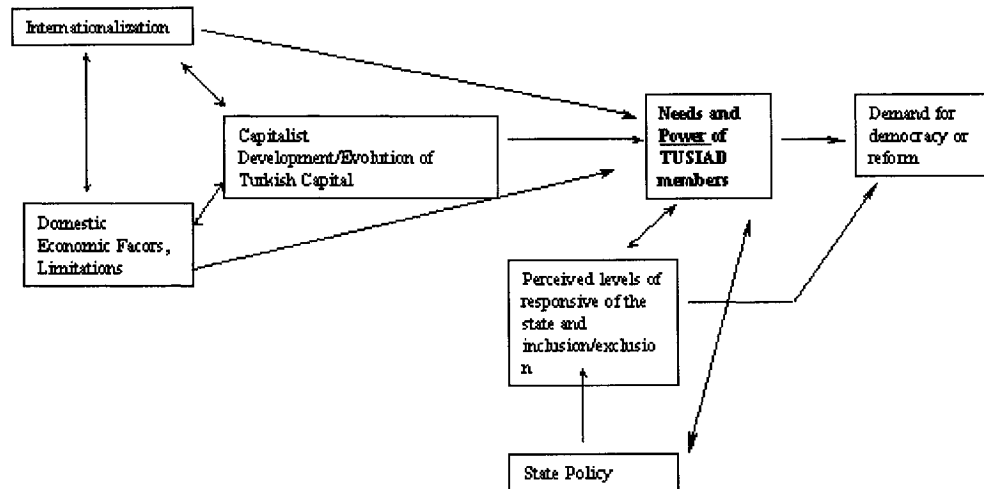 Internationalization
Capitalist
Development/Evolution of
Turkish Capital
Domestic
Economic Facors,
Limitations
Needs and
Power of
TUSIAD
members
Demand for
democracy or
reform
Perceived levels of
responsive of the
state and
inclusion/exclusio
n
State Policy